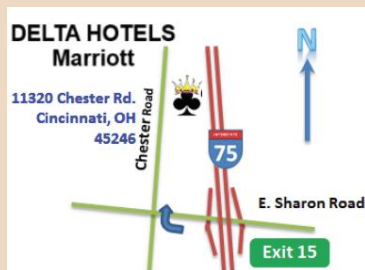 DELTA HOTELS
Marriott
N
11320 Chester Rd.
Cincinnati, OH
45246
Chester Road
INTERSTATE
75
E. Sharon Road
Exit 15